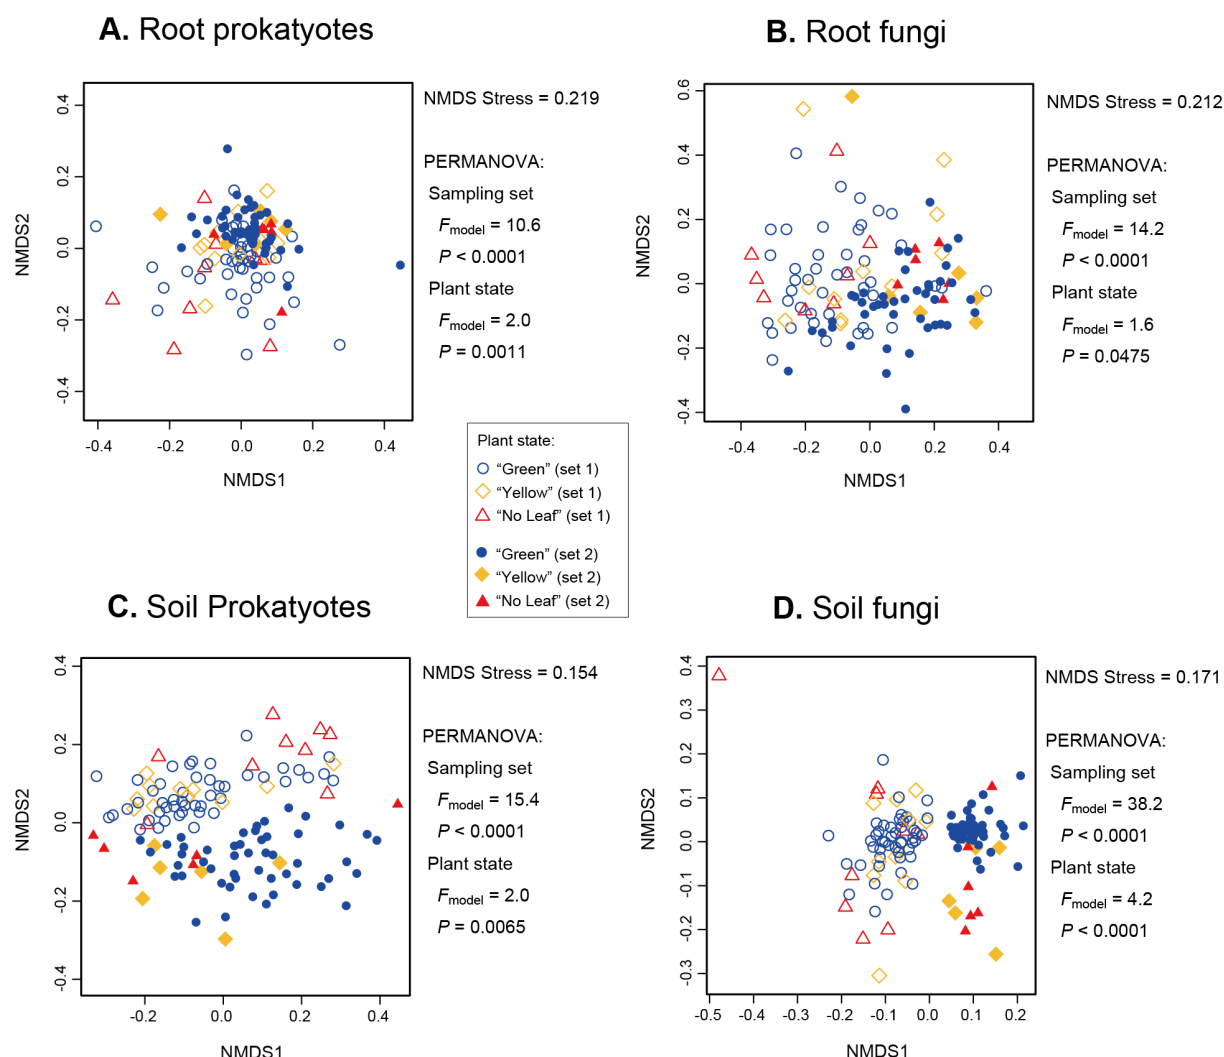 A. Root prokatyotes
0.4
0.2
0.0
-0.2
-0.4
NMDS2
-0.4 -0.2 0.0 0.2 0.4
NMDS1
NMDS Stress = 0.219
PERMANOVA:
Sampling set
Fmodel = 10.6
P < 0.0001
Plant state
Fmodel = 2.0
P = 0.0011
B. Root fungi
0.6
0.4
0.2
0.0
-0.2
-0.4
NMDS2
-0.4 -0.2 0.0 0.2 0.4
NMDS1
NMDS Stress = 0.212
PERMANOVA:
Sampling set
Fmodel = 14.2
P < 0.0001
Plant state
Fmodel = 1.6
P = 0.0475
Plant state:
“Green” (set 1)
“Yellow” (set 1)
“No Leaf” (set 1)
“Green” (set 2)
“Yellow” (set 2)
“No Leaf” (set 2)
C. Soil Prokatyotes
0.4
0.2
0.0
-0.2
-0.4
NMDS2
-0.2 0.0 0.2 0.4
NMDS1
NMDS Stress = 0.154
PERMANOVA:
Sampling set
Fmodel = 15.4
P < 0.0001
Plant state
Fmodel = 2.0
P = 0.0065
D. Soil fungi
0.4
0.3
0.2
0.1
0.0
-0.1
-0.2
-0.3
NMDS2
-0.5 -0.4 -0.3 -0.2 -0.1 0.0 0.1 0.2
NMDS1
NMDS Stress = 0.171
PERMANOVA:
Sampling set
Fmodel = 38.2
P < 0.0001
Plant state
Fmodel = 4.2
P < 0.0001